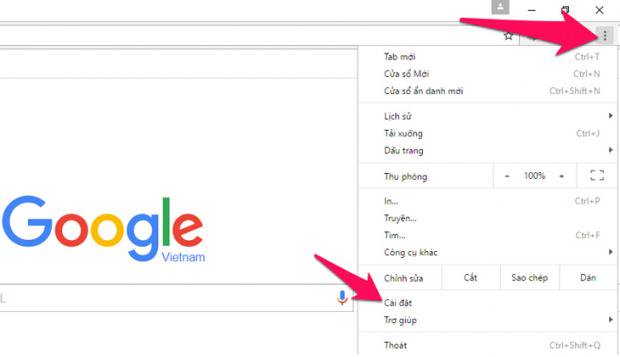 Tab mới Ctrl+T
Cửa sổ Mới Ctrl+N
Cửa sổ ẩn danh mới Ctrl+Shift+N
Lịch sử
Tải xuống Ctrl+J
Dấu trang
Thu phóng - 100% +
In... Ctrl+P
Truyền...
Tìm... Ctrl+F
Công cụ khác
Chỉnh sửa Cắt Sao chép Dán
Cài đặt
Trợ giúp
Thoát Ctrl+Shift+Q
Google
Vietnam
L